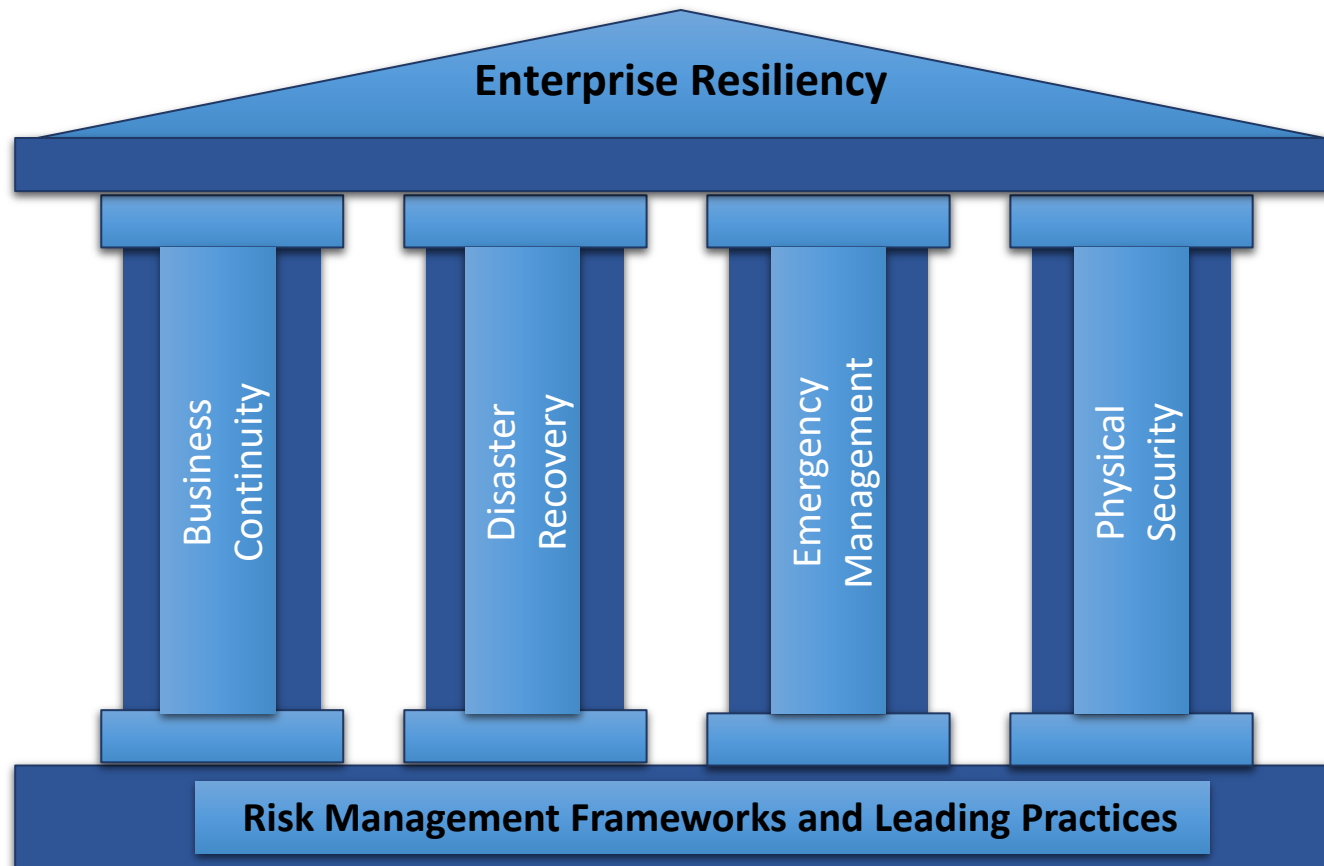 Enterprise Resiliency
Business
Continuity
Disaster
Recovery
Emergency
Management
Physical
Security
Risk Management Frameworks and Leading Practices